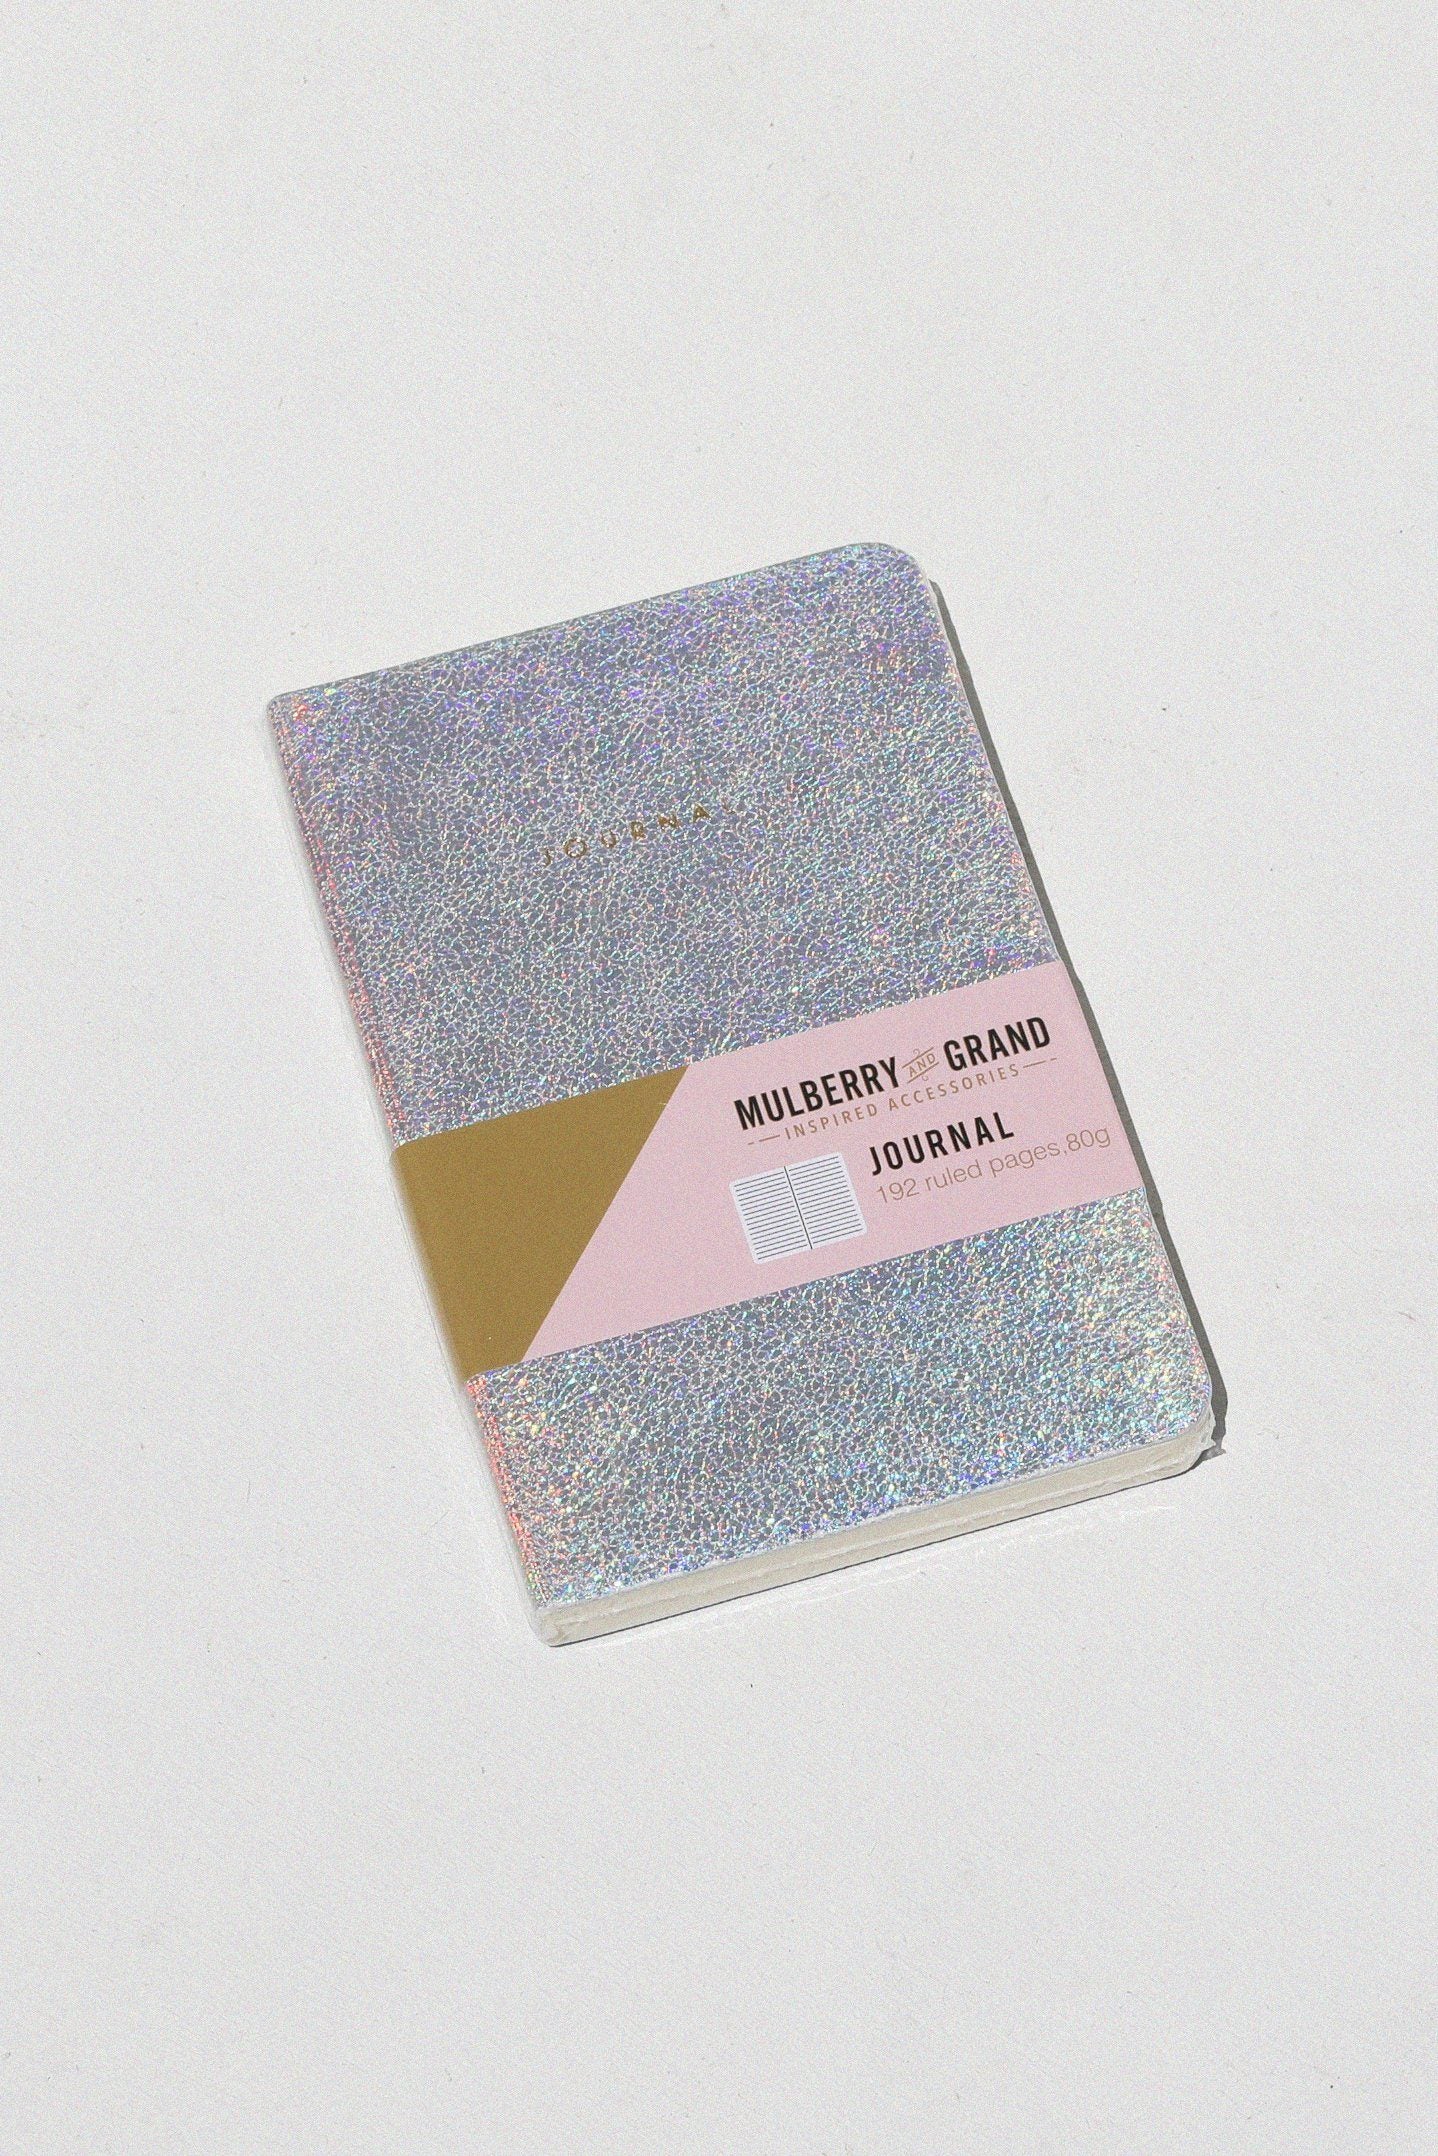 JOURNAL
MULBERRY AND GRAND
INSPIRED ACCESSORIES
JOURNAL
192 ruled pages,80g